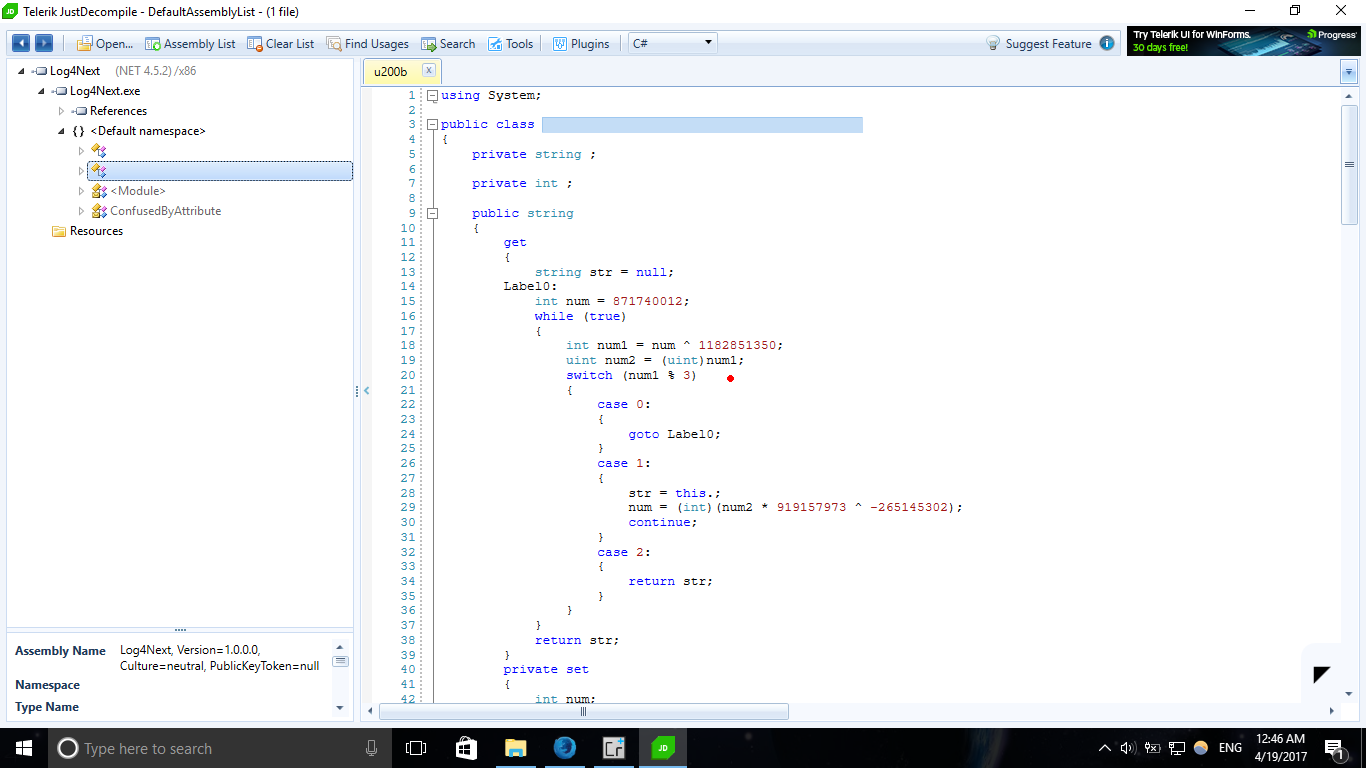 Telerik JustDecompile - DefaultAssemblyList - (1 file)
Open... Assembly List Clear List Find Usages Search Tools Plugins C# Suggest Feature
Try Telerik UI for WinForms. 30 days free! Progress
Log4Next (NET 4.5.2) /x86
Log4Next.exe
References
{ } <Default namespace>
<Module>
ConfusedByAttribute
Resources
Assembly Name Log4Next, Version=1.0.0.0,
Culture=neutral, PublicKeyToken=null
Namespace
Type Name
u200b x
1 using System;
2
3 public class
4 {
5 private string ;
6
7 private int ;
8
9 public string
10 {
11 get
12 {
13 string str = null;
14 Label0:
15 int num = 871740012;
16 while (true)
17 {
18 int num1 = num ^ 1182851350;
19 uint num2 = (uint)num1;
20 switch (num1 % 3)
21 {
22 case 0:
23 {
24 goto Label0;
25 }
26 case 1:
27 {
28 str = this.;
29 num = (int)(num2 * 919157973 ^ -265145302);
30 continue;
31 }
32 case 2:
33 {
34 return str;
35 }
36 }
37 }
38 return str;
39 }
40 private set
41 {
42 int num;
Type here to search
Cr
JD
ENG
12:46 AM
4/19/2017
1